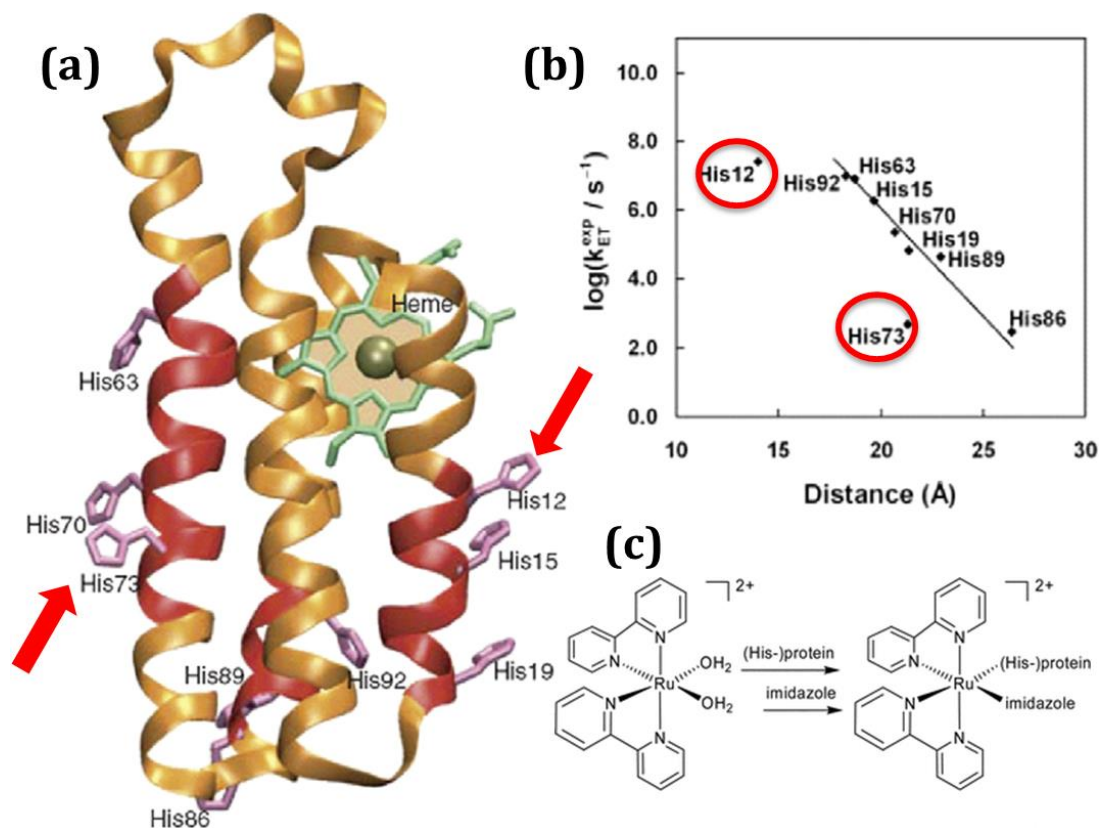 (a)
Heme
His63
His12
His70
His15
His73
His19
His89
His92
His86
(b)
10.0
8.0
6.0
4.0
2.0
0.0
log(k_ET^exp / s⁻¹)
His12
His63
His92
His15
His70
His19
His89
His73
His86
10 15 20 25 30
Distance (Å)
(c)
2+
N
N
N
N
Ru
OH2
OH2
(His-)protein
imidazole
2+
N
N
N
N
Ru
(His-)protein
imidazole